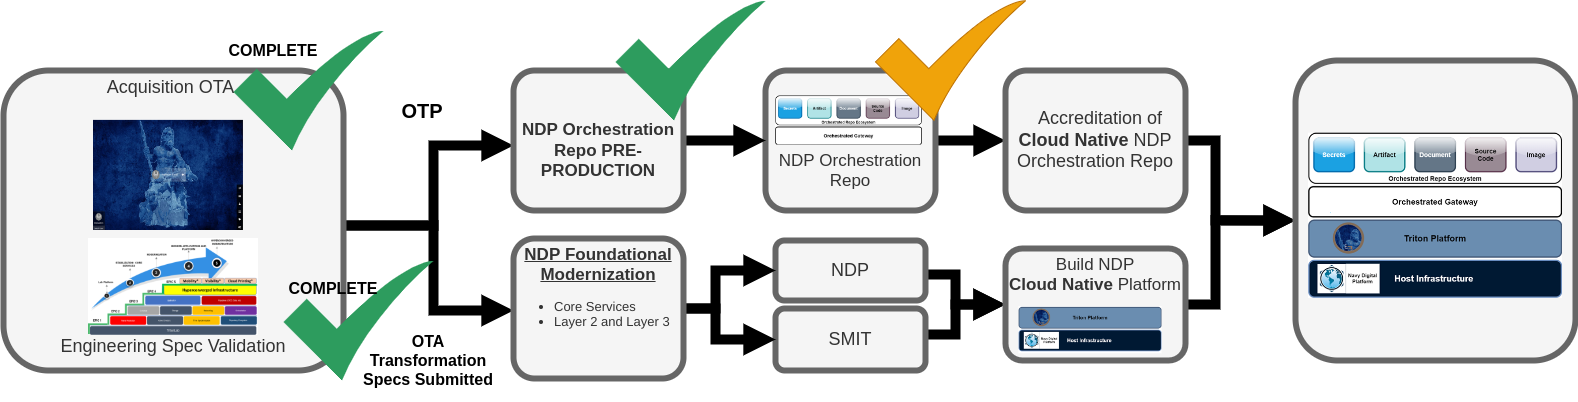 COMPLETE
Acquisition OTA
COMPLETE
Engineering Spec Validation
OTP
OTA
Transformation
Specs Submitted
NDP Orchestration
Repo PRE-
PRODUCTION
Secrets
Artifact
Document
Source
Code
Image
Orchestrated Repo Ecosystem
Orchestrated Gateway
NDP Orchestration
Repo
Accreditation of
Cloud Native NDP
Orchestration Repo
NDP Foundational
Modernization
• Core Services
• Layer 2 and Layer 3
NDP
SMIT
Build NDP
Cloud Native Platform
Triton Platform
Host Infrastructure
Secrets
Artifact
Document
Source
Code
Image
Orchestrated Repo Ecosystem
Orchestrated Gateway
Triton Platform
Navy Digital
Platform
Host Infrastructure